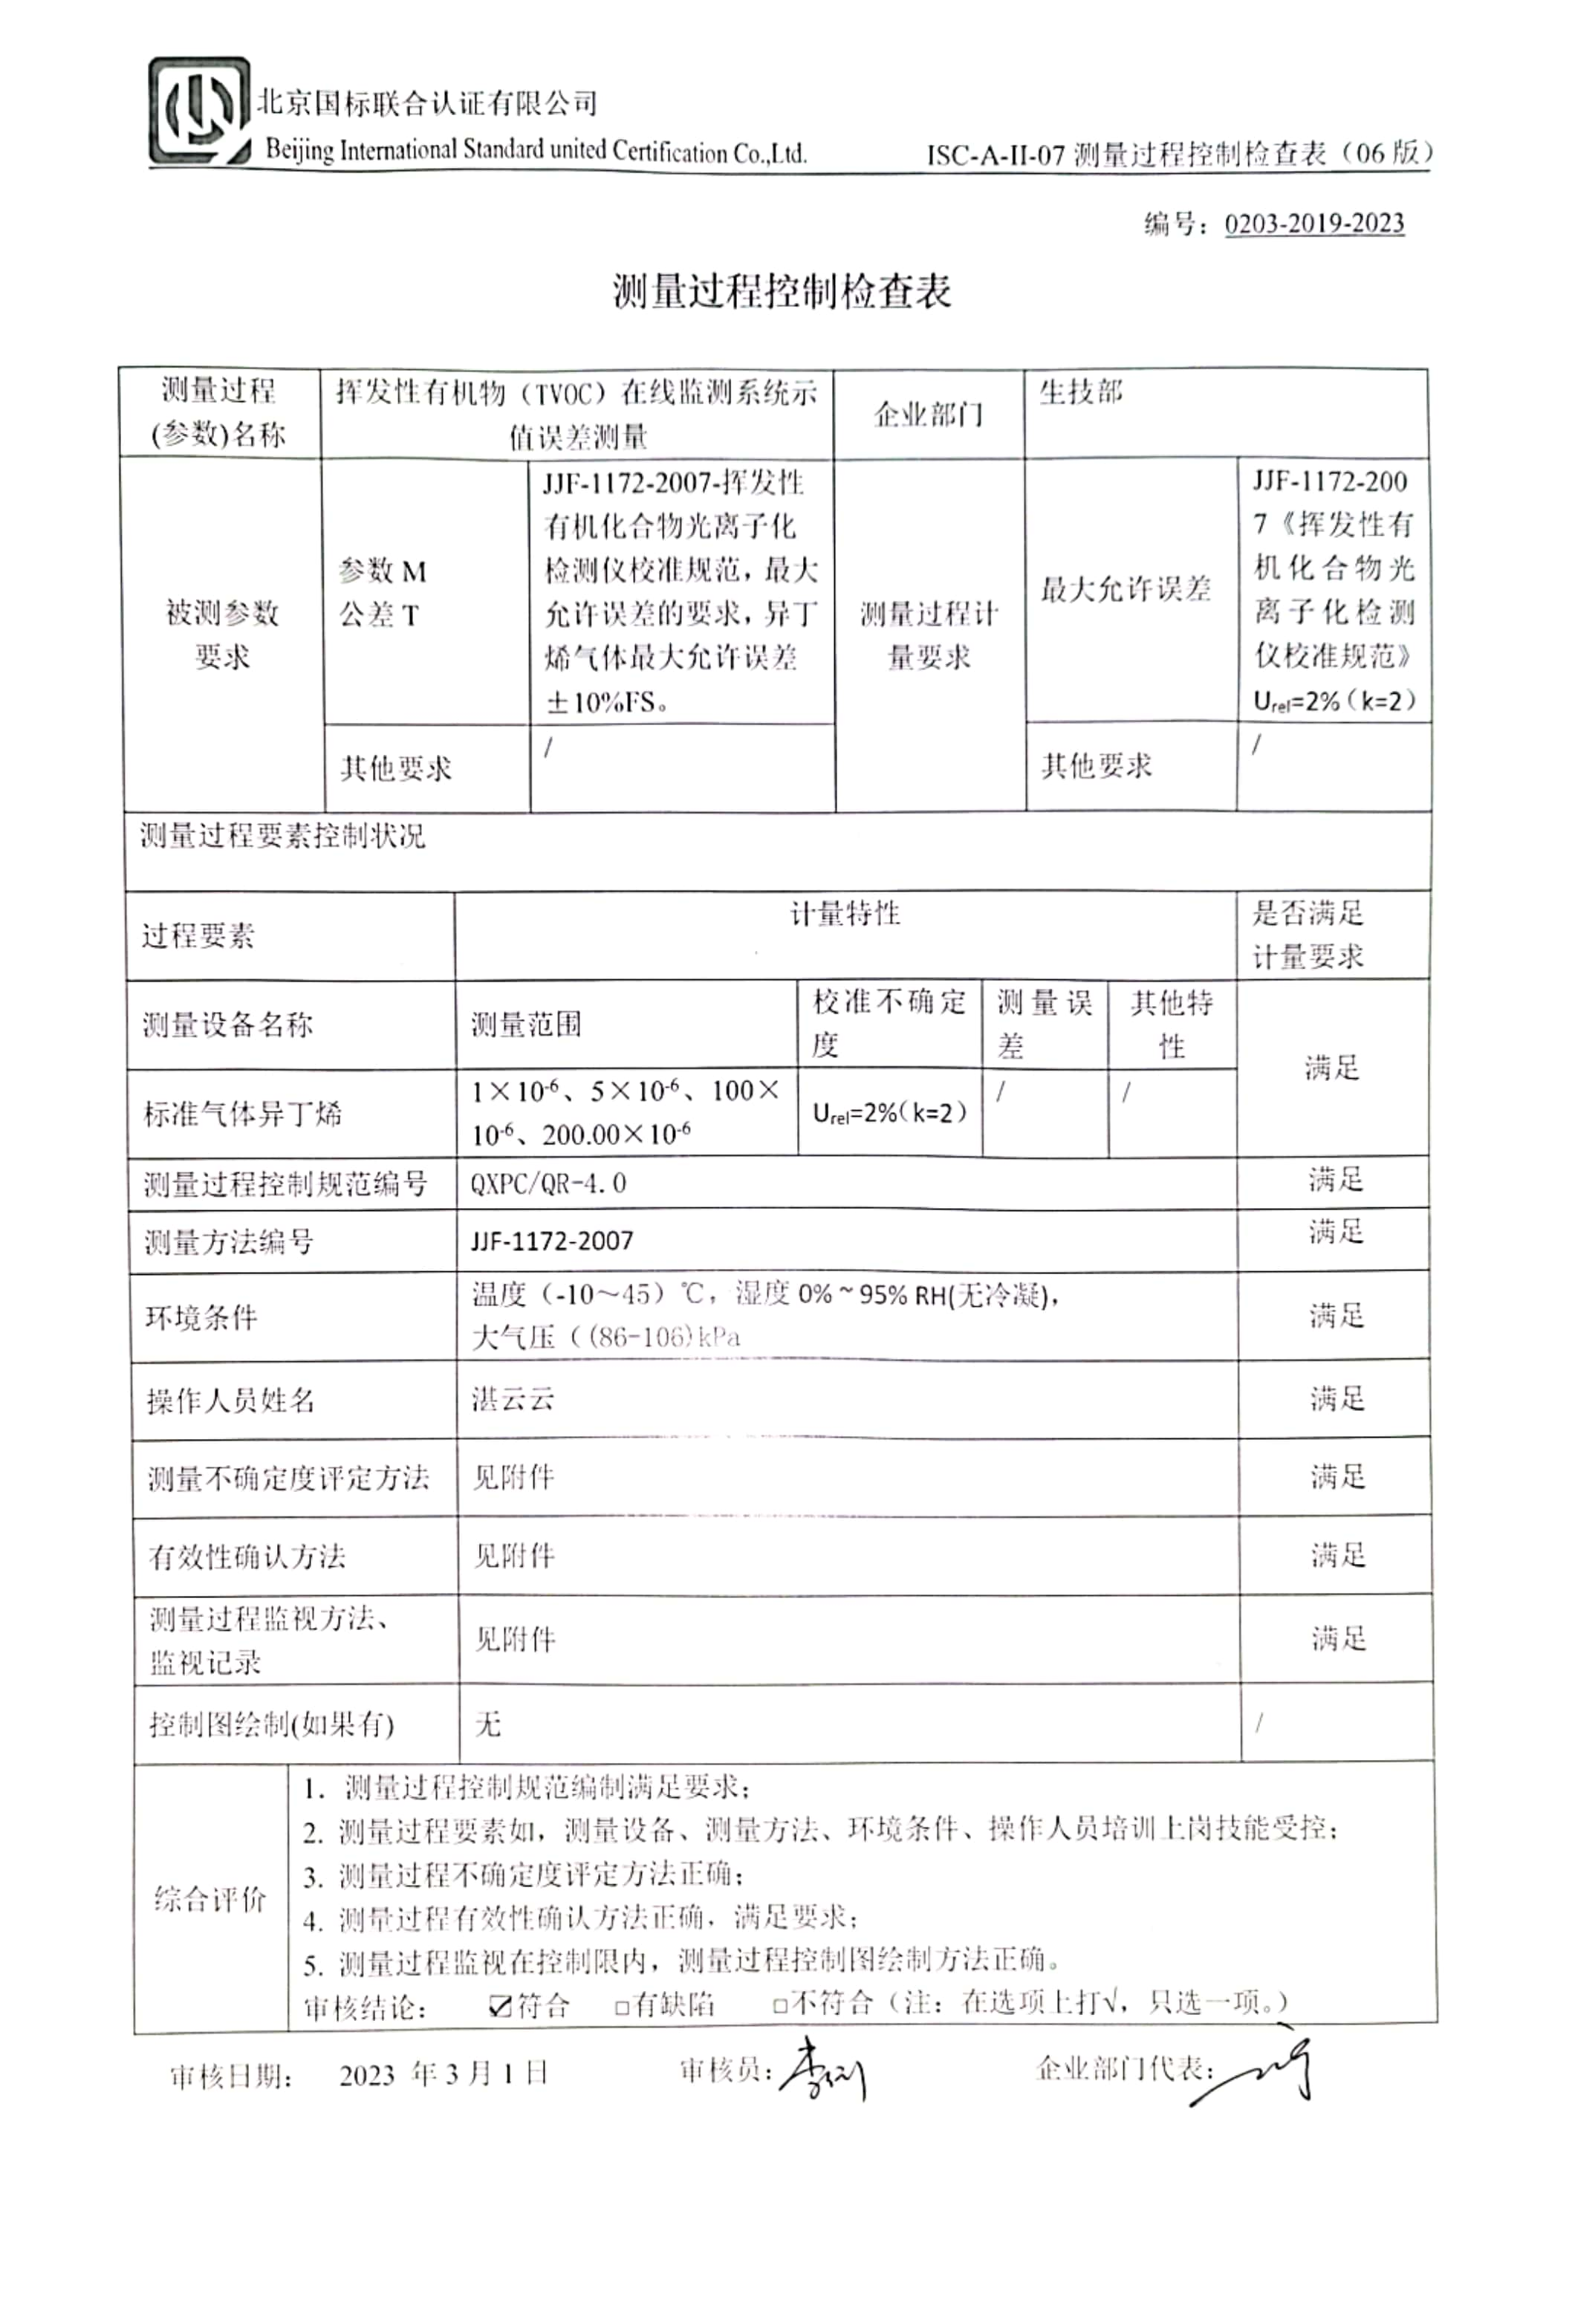 北京国标联合认证有限公司
Beijing International Standard united Certification Co.,Ltd.
ISC-A-II-07 测量过程控制检查表（06 版）
编号：0203-2019-2023
测量过程控制检查表
测量过程
(参数)名称
挥发性有机物（TVOC）在线监测系统示
值误差测量
企业部门
生技部
被测参数
要求
参数 M
公差 T
JJF-1172-2007-挥发性
有机化合物光离子化
检测仪校准规范，最大
允许误差的要求，异丁
烯气体最大允许误差
±10%FS。
测量过程计
量要求
最大允许误差
JJF-1172-200
7《挥发性有
机化合物光
离子化检测
仪校准规范》
Urel=2%（k=2）
其他要求
/
其他要求
/
测量过程要素控制状况
过程要素
计量特性
是否满足
计量要求
测量设备名称
测量范围
校准不确定
度
测量误
差
其他特
性
满足
标准气体异丁烯
1×10-6、5×10-6、100×
10-6、200.00×10-6
Urel=2%（k=2）
/
/
测量过程控制规范编号
QXPC/QR-4.0
满足
测量方法编号
JJF-1172-2007
满足
环境条件
温度（-10～45）℃，湿度 0% ~ 95% RH(无冷凝)，
大气压（(86-106)kPa
满足
操作人员姓名
湛云云
满足
测量不确定度评定方法
见附件
满足
有效性确认方法
见附件
满足
测量过程监视方法、
监视记录
见附件
满足
控制图绘制(如果有)
无
/
综合评价
1. 测量过程控制规范编制满足要求；
2. 测量过程要素如，测量设备、测量方法、环境条件、操作人员培训上岗技能受控；
3. 测量过程不确定度评定方法正确；
4. 测量过程有效性确认方法正确，满足要求；
5. 测量过程监视在控制限内，测量过程控制图绘制方法正确。
审核结论： ☑符合 □有缺陷 □不符合（注：在选项上打√，只选一项。）
审核日期： 2023 年 3 月 1 日 审核员： 企业部门代表：